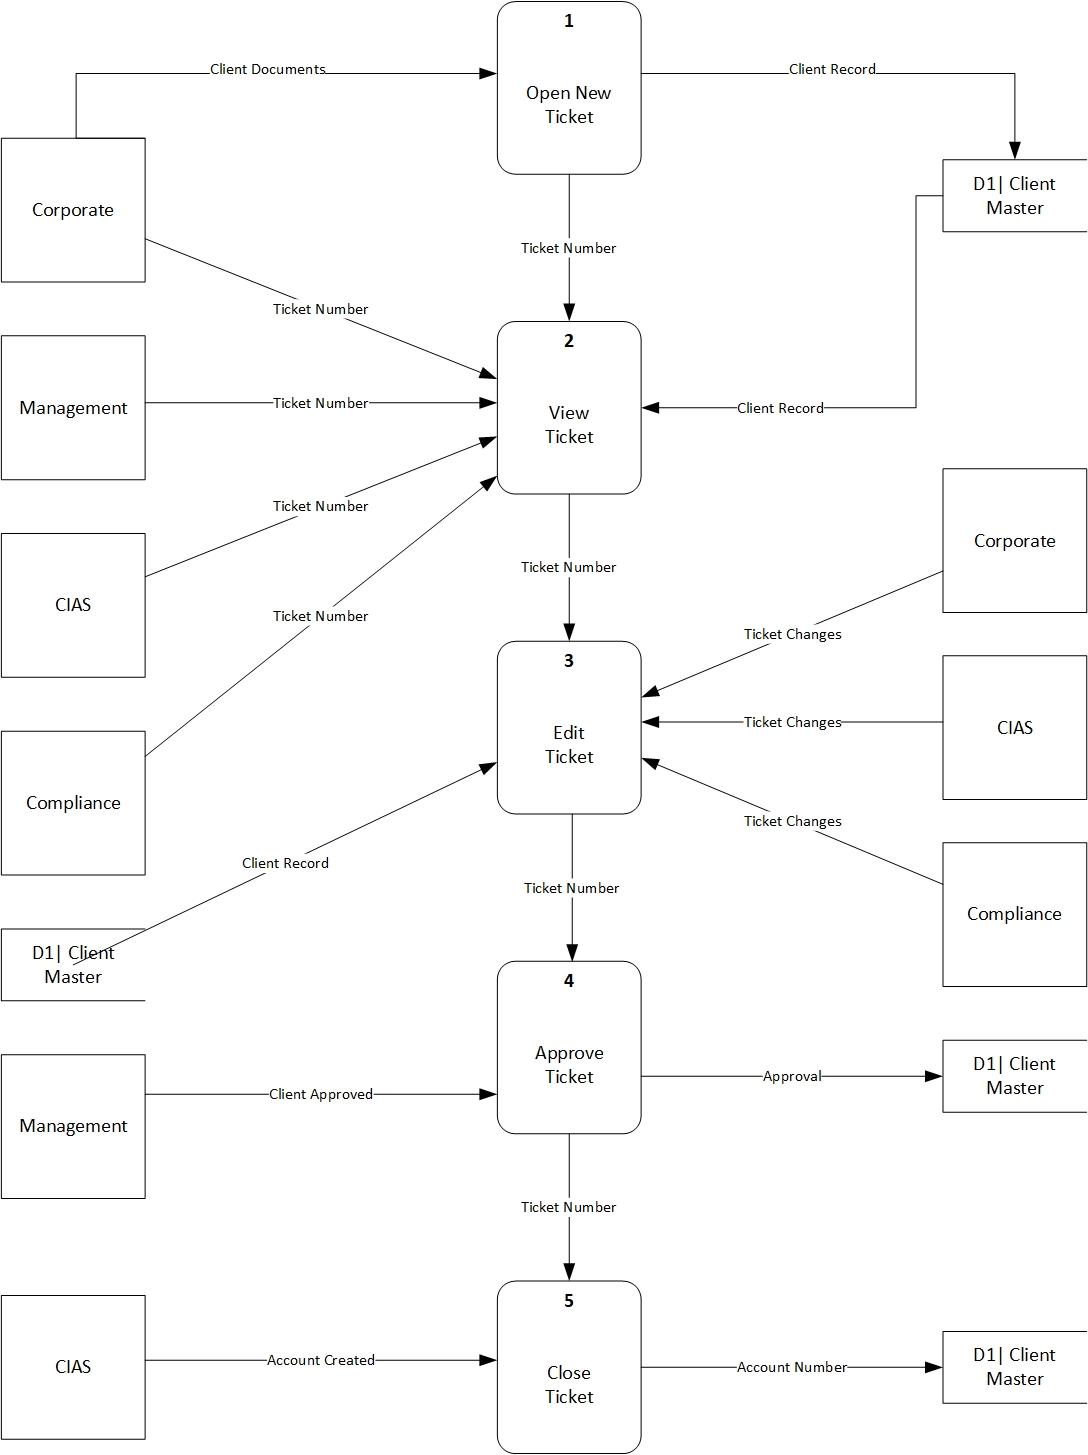 1
Client Documents
Client Record
Open New
Ticket
D1| Client
Master
Corporate
Ticket Number
Ticket Number
2
Management
Ticket Number
View
Ticket
Client Record
Ticket Number
Corporate
Ticket Number
CIAS
Ticket Number
Ticket Changes
3
Ticket Changes
CIAS
Edit
Ticket
Compliance
Ticket Changes
Client Record
Ticket Number
Compliance
D1| Client
Master
4
Approve
Ticket
D1| Client
Master
Approval
Client Approved
Management
Ticket Number
5
CIAS
Account Created
Close
Ticket
Account Number
D1| Client
Master